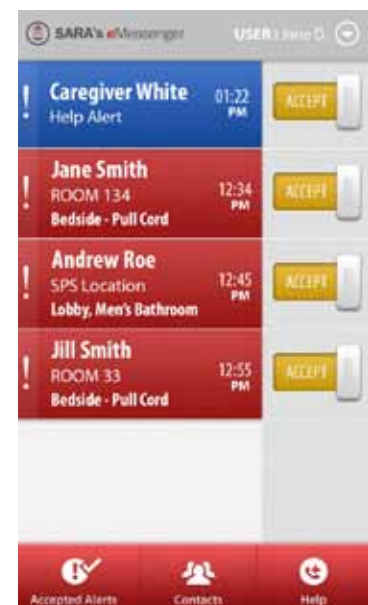 SARA's eMessenger
USER: Jane D.
Caregiver White
Help Alert
01:22
PM
ACCEPT
Jane Smith
ROOM 134
Bedside - Pull Cord
12:34
PM
ACCEPT
Andrew Roe
SPS Location
Lobby, Men's Bathroom
12:45
PM
ACCEPT
Jill Smith
ROOM 33
Bedside - Pull Cord
12:55
PM
ACCEPT
Accepted Alerts
Contacts
Help